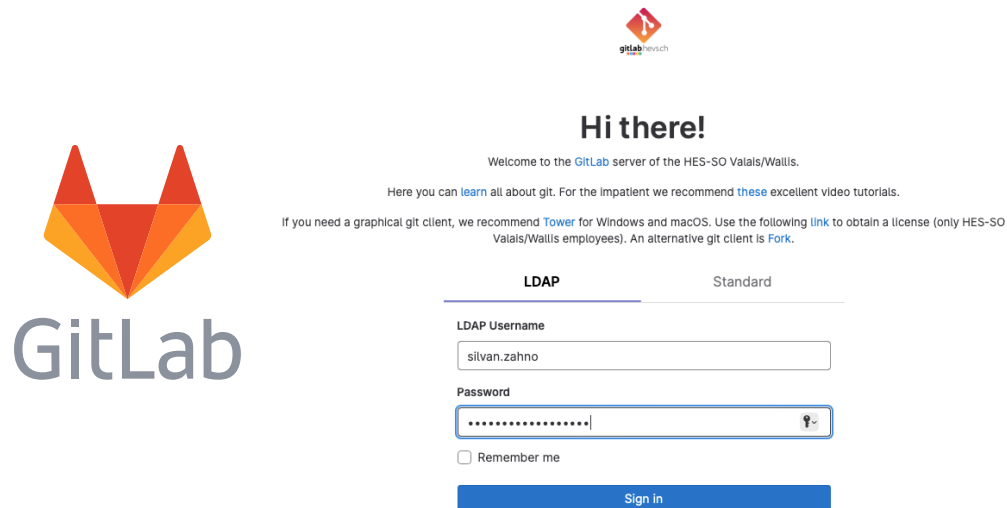 gitlab hevs.ch
Hi there!
Welcome to the GitLab server of the HES-SO Valais/Wallis.
Here you can learn all about git. For the impatient we recommend these excellent video tutorials.
If you need a graphical git client, we recommend Tower for Windows and macOS. Use the following link to obtain a license (only HES-SO
Valais/Wallis employees). An alternative git client is Fork.
GitLab
LDAP Standard
LDAP Username
silvan.zahno
Password
••••••••••••••••••
Remember me
Sign in